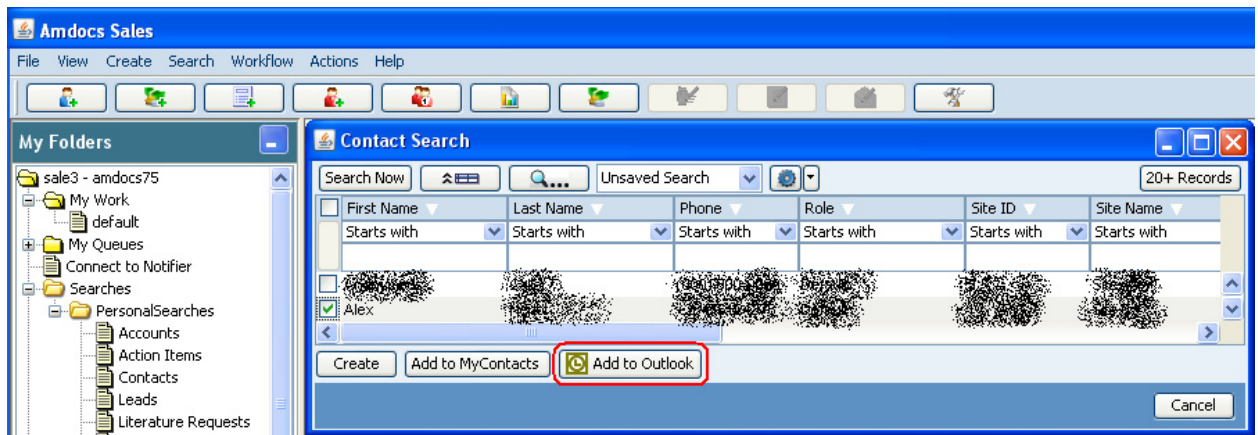 Amdocs Sales
File View Create Search Workflow Actions Help
My Folders
sale3 - amdocs75
My Work
default
My Queues
Connect to Notifier
Searches
PersonalSearches
Accounts
Action Items
Contacts
Leads
Literature Requests
Contact Search
Search Now ... Unsaved Search 20+ Records
First Name Last Name Phone Role Site ID Site Name
Starts with Starts with Starts with Starts with Starts with Starts with
Alex
Create Add to MyContacts Add to Outlook
Cancel